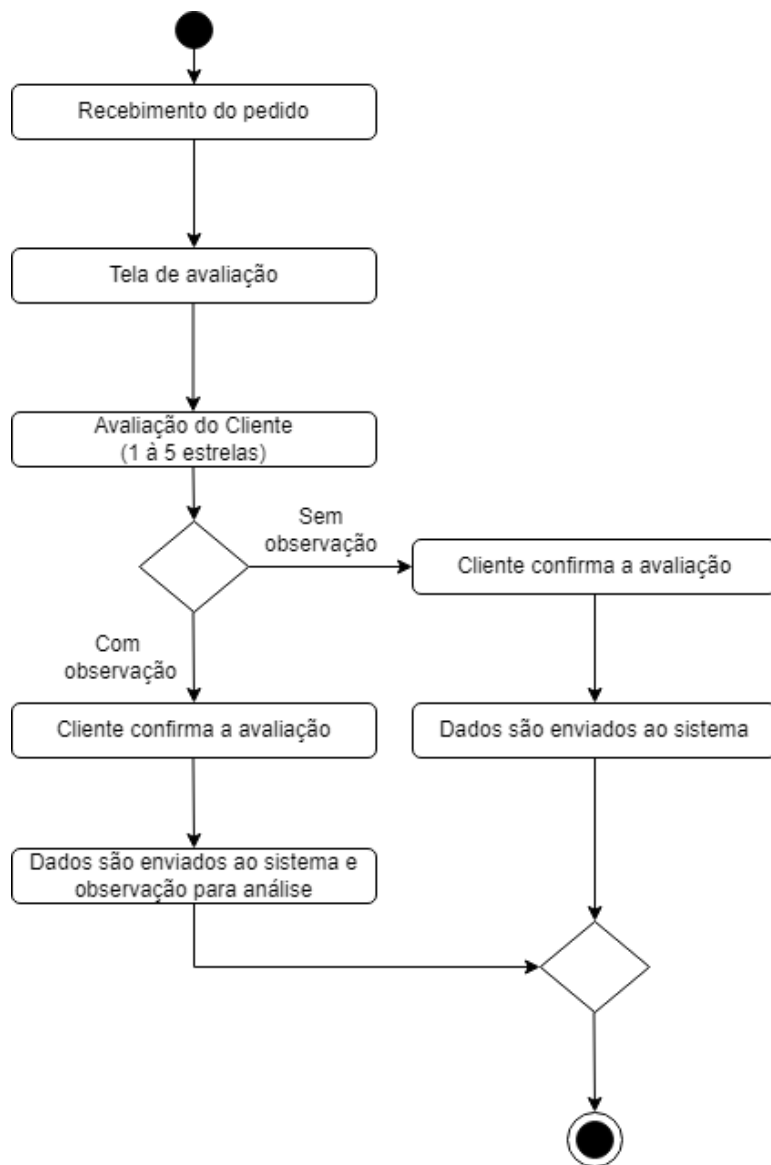 Recebimento do pedido
Tela de avaliação
Avaliação do Cliente
(1 à 5 estrelas)
Sem
observação
Cliente confirma a avaliação
Com
observação
Cliente confirma a avaliação
Dados são enviados ao sistema
Dados são enviados ao sistema e
observação para análise